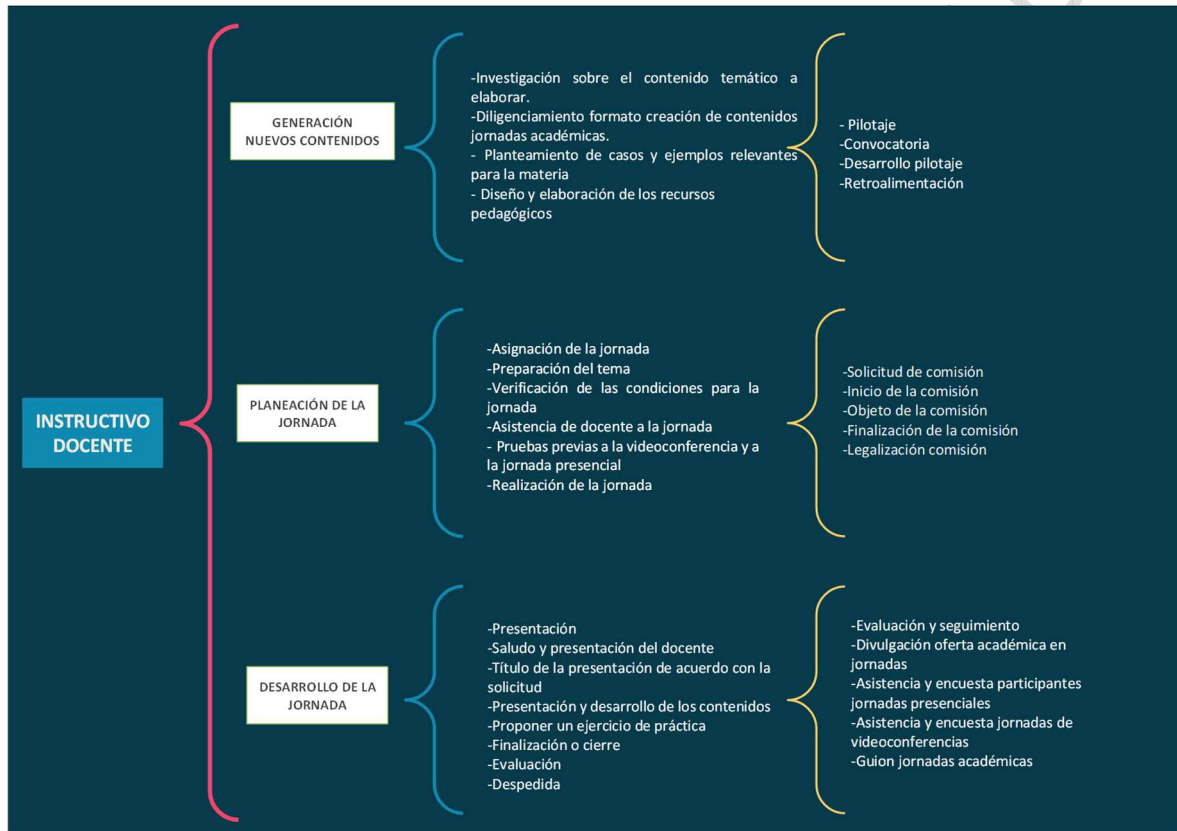 INSTRUCTIVO
DOCENTE
GENERACIÓN
NUEVOS CONTENIDOS
-Investigación sobre el contenido temático a
elaborar.
-Diligenciamiento formato creación de contenidos
jornadas académicas.
- Planteamiento de casos y ejemplos relevantes
para la materia
- Diseño y elaboración de los recursos
pedagógicos
- Pilotaje
-Convocatoria
-Desarrollo pilotaje
-Retroalimentación
PLANEACIÓN DE LA
JORNADA
-Asignación de la jornada
-Preparación del tema
-Verificación de las condiciones para la
jornada
-Asistencia de docente a la jornada
- Pruebas previas a la videoconferencia y a
la jornada presencial
-Realización de la jornada
-Solicitud de comisión
-Inicio de la comisión
-Objeto de la comisión
-Finalización de la comisión
-Legalización comisión
DESARROLLO DE LA
JORNADA
-Presentación
-Saludo y presentación del docente
-Título de la presentación de acuerdo con la
solicitud
-Presentación y desarrollo de los contenidos
-Proponer un ejercicio de práctica
-Finalización o cierre
-Evaluación
-Despedida
-Evaluación y seguimiento
-Divulgación oferta académica en
jornadas
-Asistencia y encuesta participantes
jornadas presenciales
-Asistencia y encuesta jornadas de
videoconferencias
-Guion jornadas académicas